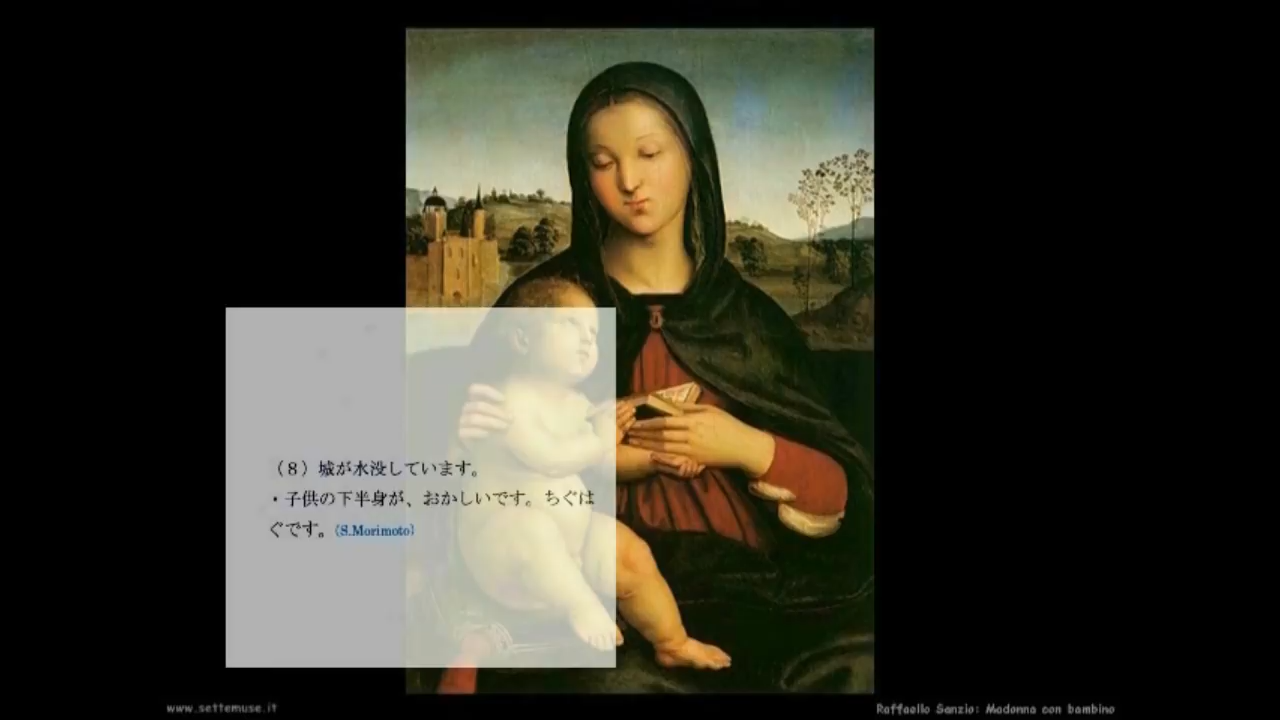 （８）城が水没しています。
・子供の下半身が、おかしいです。ちぐは
ぐです。(S.Morimoto)
www.settemuse.it
Raffaello Sanzio: Madonna con bambino